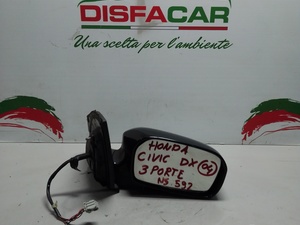 DISFACAR
Una scelta per l'ambiente
HONDA
CIVIC DX
3 PORTE
NS 592